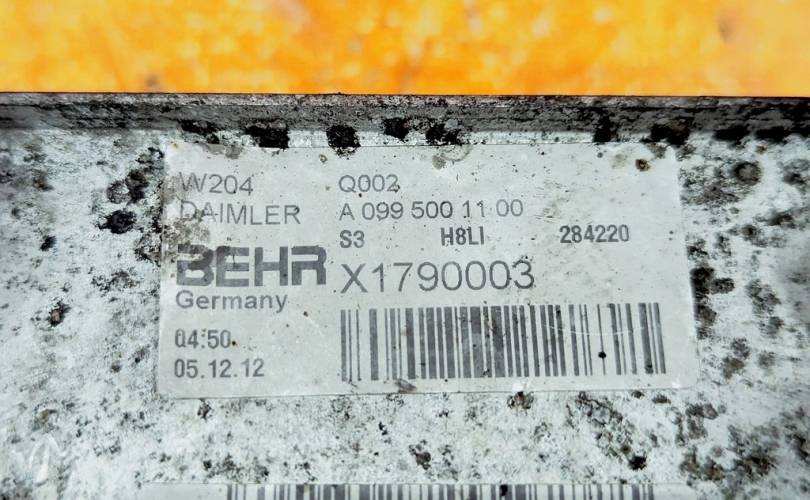 W204 Q002
DAIMLER A 099 500 11 00
S3 H8LI 284220
BEHR X1790003
Germany
04:50
05.12.12